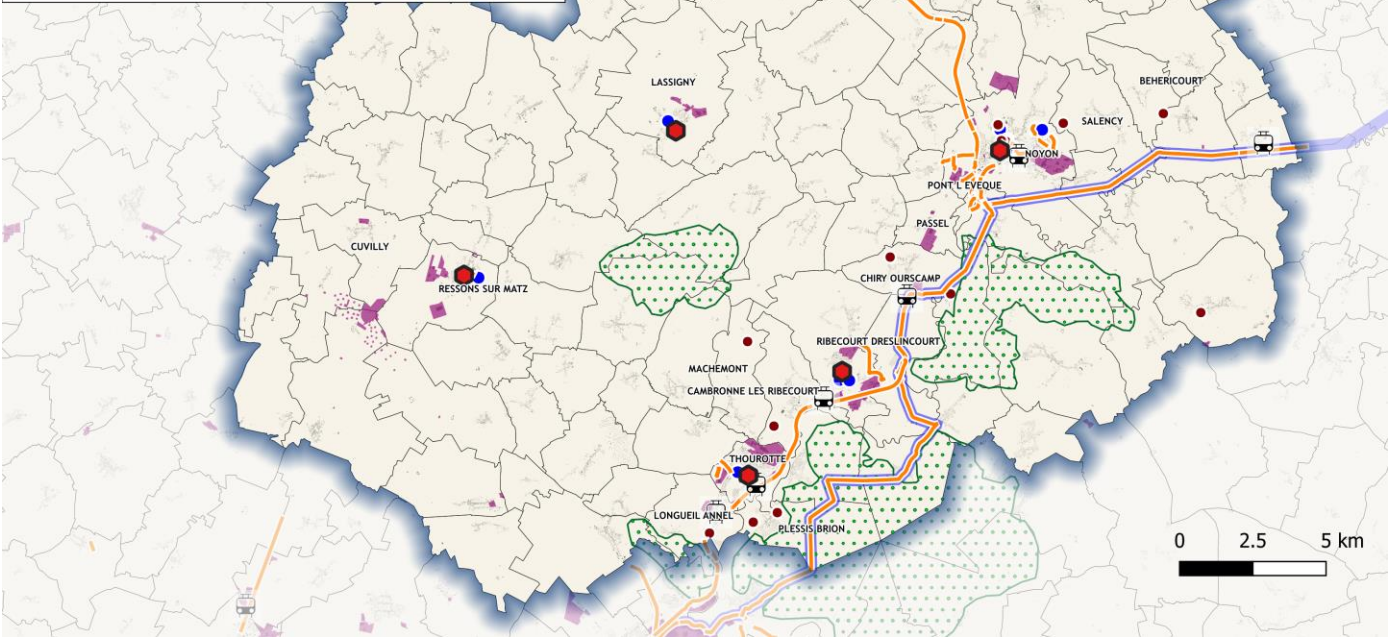 LASSIGNY
BEHERICOURT
SALENCY
NOYON
PONT L EVEQUE
PASSEL
CUVILLY
CHIRY OURSCAMP
RESSONS SUR MATZ
RIBECOURT DRESLINCOURT
MACHEMONT
CAMBRONNE LES RIBECOURT
THOUROTTE
LONGUEIL ANNEL
PLESSIS BRION
0 2.5 5 km